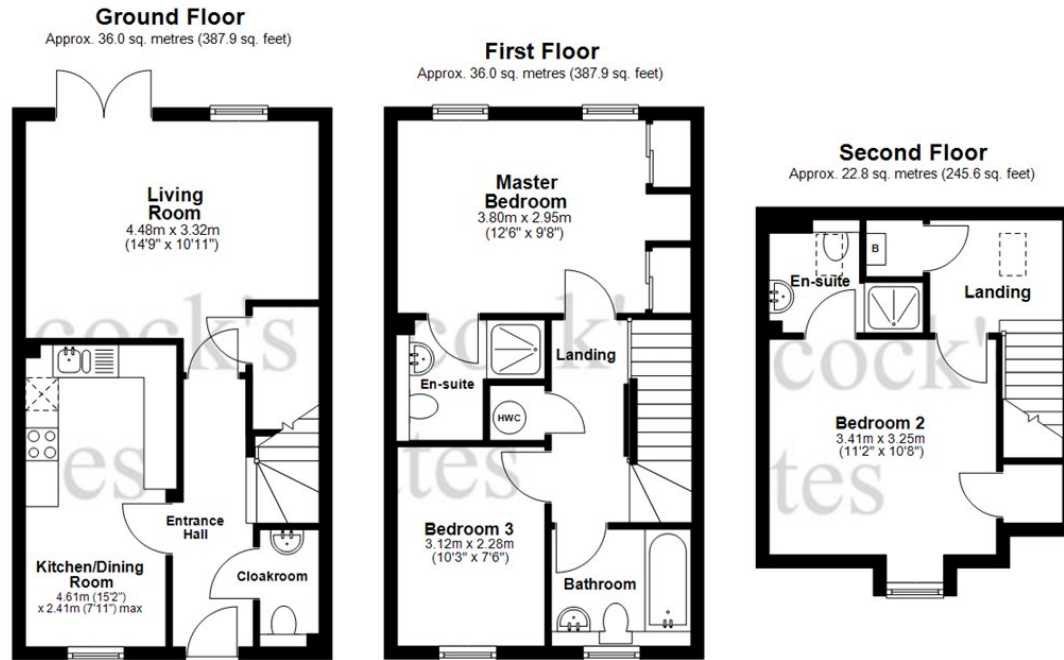 Ground Floor
Approx. 36.0 sq. metres (387.9 sq. feet)
Living
Room
4.48m x 3.32m
(14'9" x 10'11")
Entrance
Hall
Kitchen/Dining
Room
4.61m (15'2")
x 2.41m (7'11") max
Cloakroom
First Floor
Approx. 36.0 sq. metres (387.9 sq. feet)
Master
Bedroom
3.80m x 2.95m
(12'6" x 9'8")
Landing
En-suite
HWC
Bedroom 3
3.12m x 2.28m
(10'3" x 7'6")
Bathroom
Second Floor
Approx. 22.8 sq. metres (245.6 sq. feet)
B
En-suite
Landing
Bedroom 2
3.41m x 3.25m
(11'2" x 10'8")